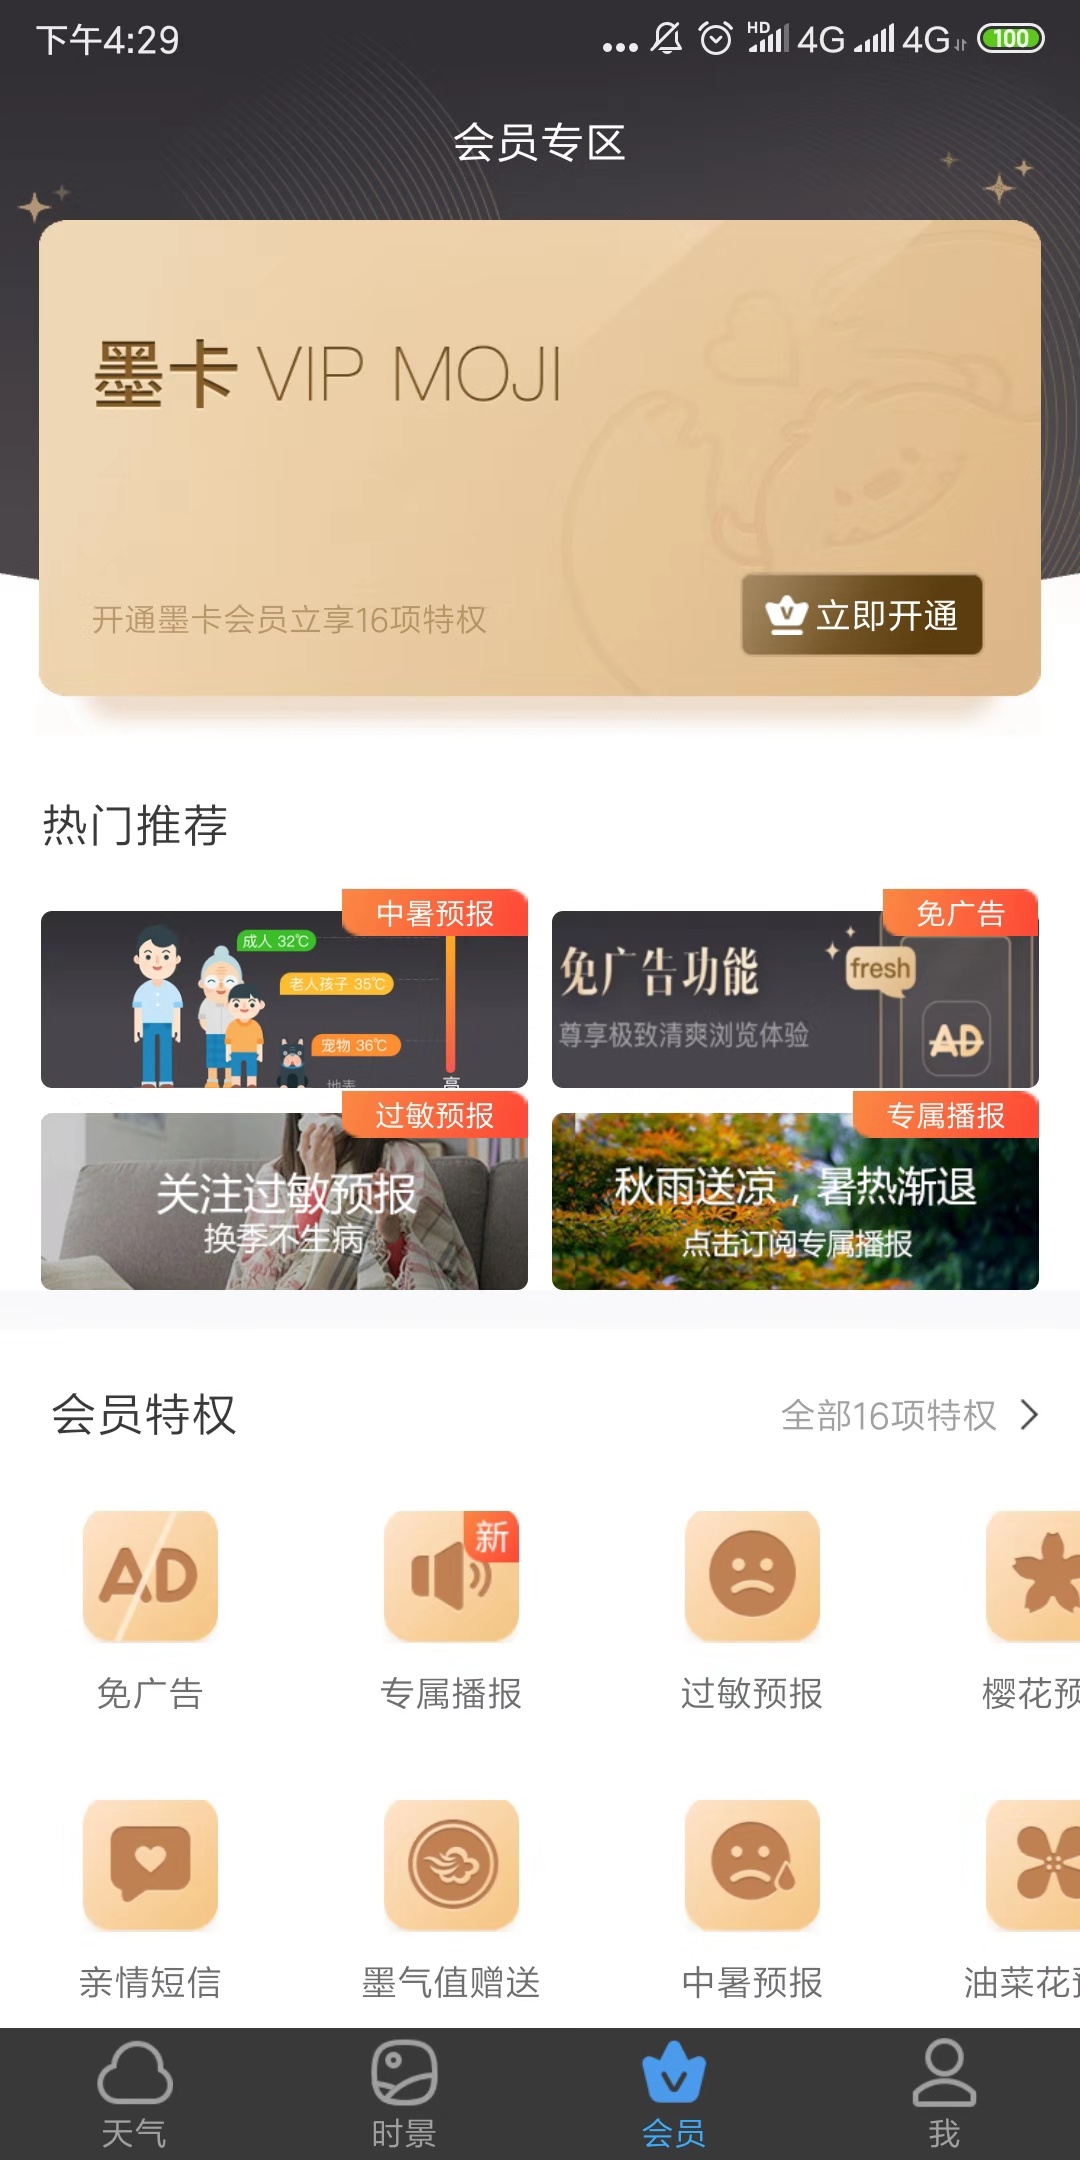 下午4:29
HD 4G 4G 100
会员专区
墨卡 VIP MOJI
开通墨卡会员立享16项特权
立即开通
热门推荐
中暑预报
成人 32℃
老人孩子 35℃
宠物 36℃
地表
高
免广告
免广告功能
fresh
尊享极致清爽浏览体验
AD
过敏预报
关注过敏预报
换季不生病
专属播报
秋雨送凉，暑热渐退
点击订阅专属播报
会员特权
全部16项特权
AD
新
免广告
专属播报
过敏预报
樱花预
亲情短信
墨气值赠送
中暑预报
油菜花预
天气
时景
会员
我